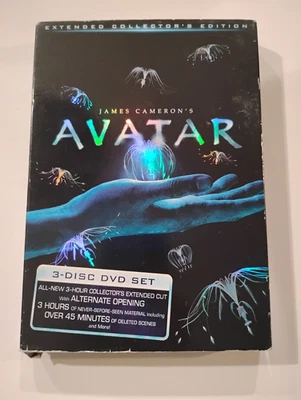 EXTENDED COLLECTOR'S EDITION
JAMES CAMERON'S
AVATAR
3-DISC DVD SET
ALL-NEW 3-HOUR COLLECTOR'S EXTENDED CUT
With ALTERNATE OPENING
3 HOURS OF NEVER-BEFORE-SEEN MATERIAL Including
OVER 45 MINUTES OF DELETED SCENES
and More!